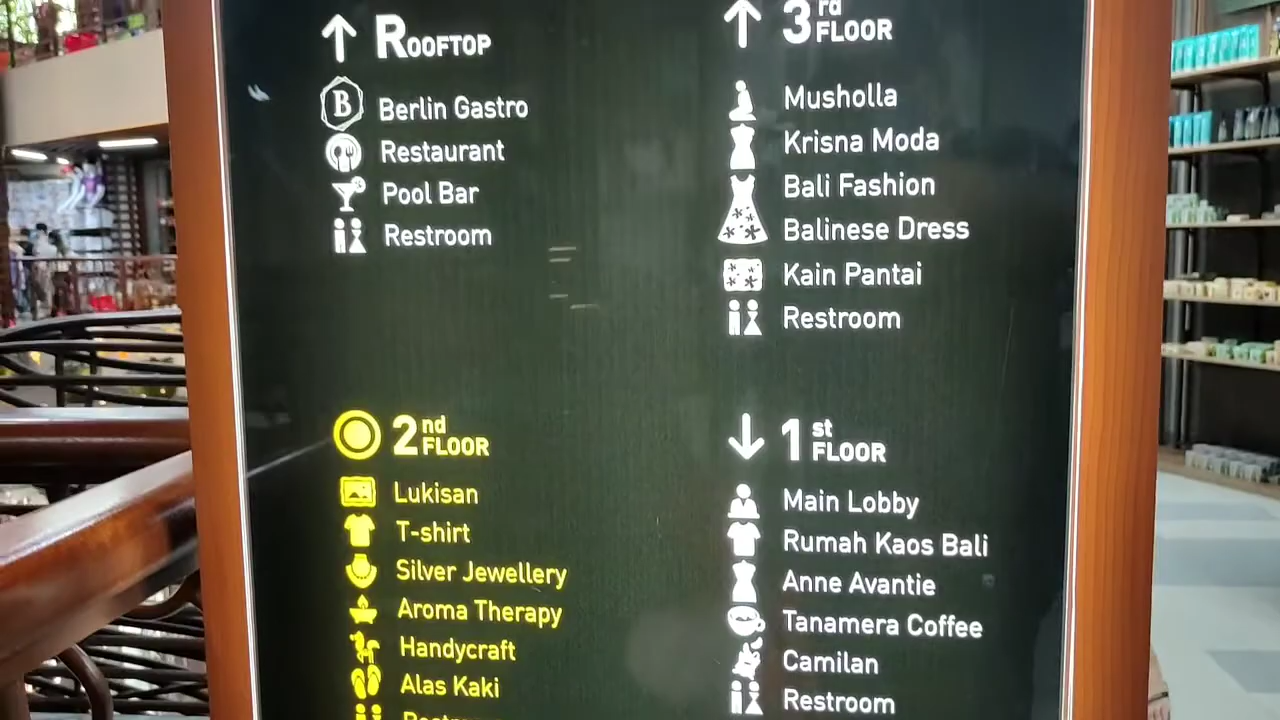 ROOFTOP
B
Berlin Gastro
Restaurant
Pool Bar
Restroom
3rd FLOOR
Musholla
Krisna Moda
Bali Fashion
Balinese Dress
Kain Pantai
Restroom
2nd FLOOR
Lukisan
T-shirt
Silver Jewellery
Aroma Therapy
Handycraft
Alas Kaki
1st FLOOR
Main Lobby
Rumah Kaos Bali
Anne Avantie
Tanamera Coffee
Camilan
Restroom